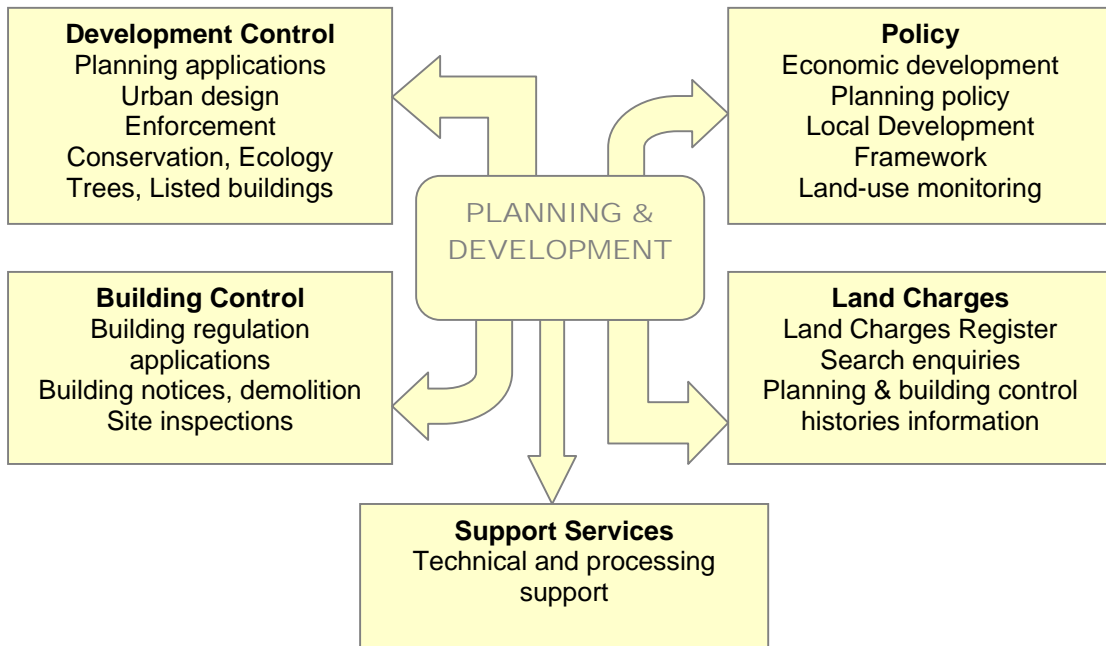 Development Control
Planning applications
Urban design
Enforcement
Conservation, Ecology
Trees, Listed buildings
Policy
Economic development
Planning policy
Local Development
Framework
Land-use monitoring
PLANNING &
DEVELOPMENT
Building Control
Building regulation
applications
Building notices, demolition
Site inspections
Land Charges
Land Charges Register
Search enquiries
Planning & building control
histories information
Support Services
Technical and processing
support